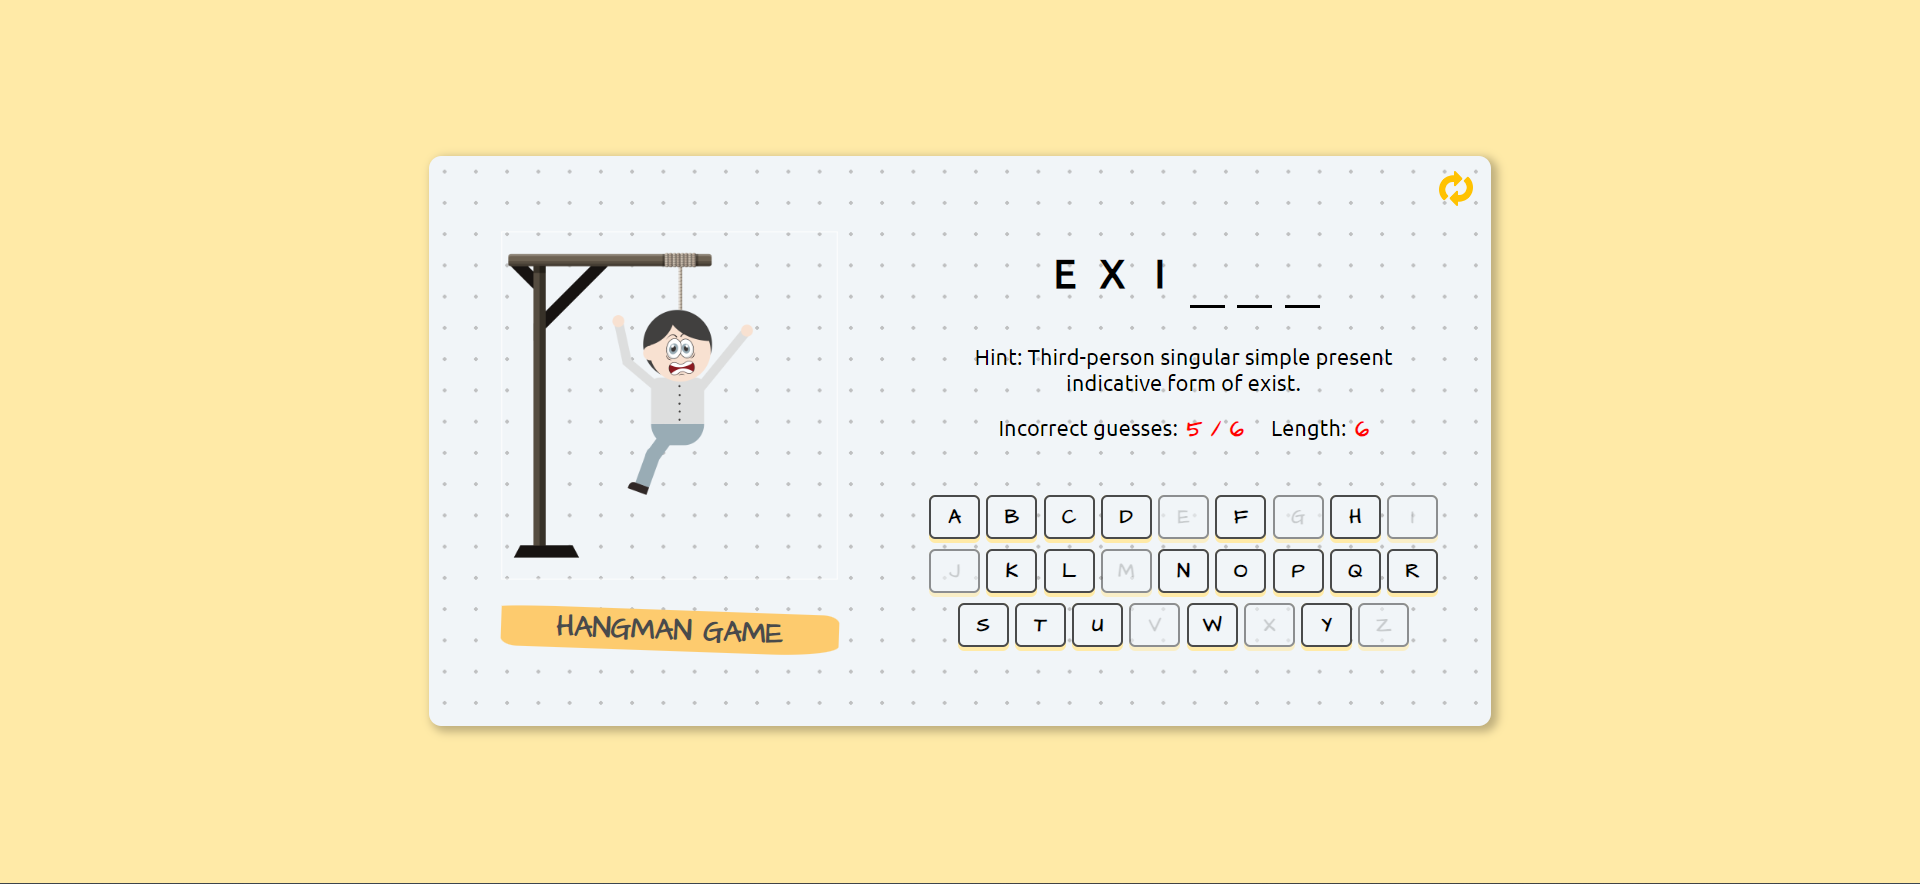 E X I _ _ _
Hint: Third-person singular simple present
indicative form of exist.
Incorrect guesses: 5 / 6 Length: 6
A B C D E F G H I
J K L M N O P Q R
S T U V W X Y Z
HANGMAN GAME